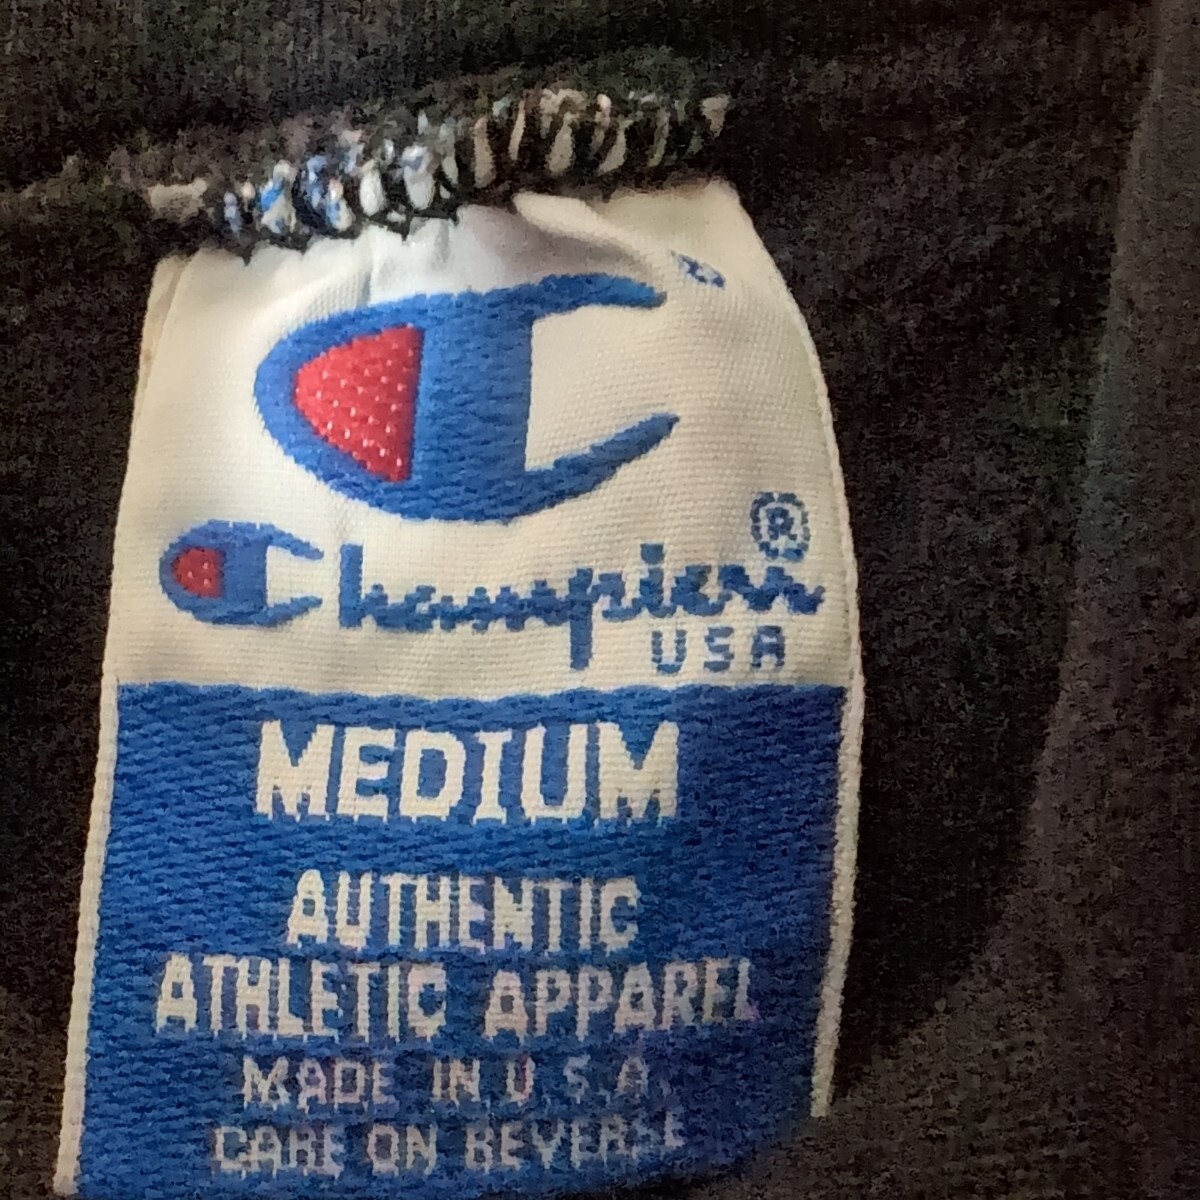 Champion®
USA
MEDIUM
AUTHENTIC
ATHLETIC APPAREL
MADE IN U.S.A.
CARE ON REVERSE